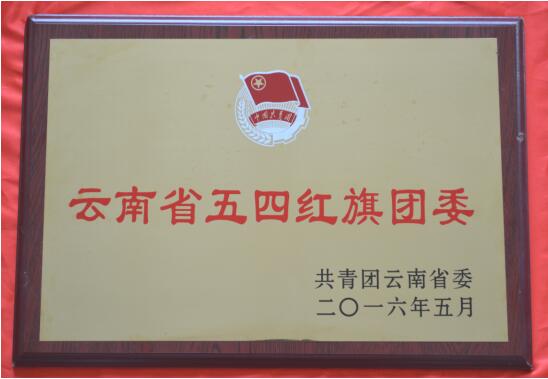 中国共青团
云南省五四红旗团委
共青团云南省委
二〇一六年五月